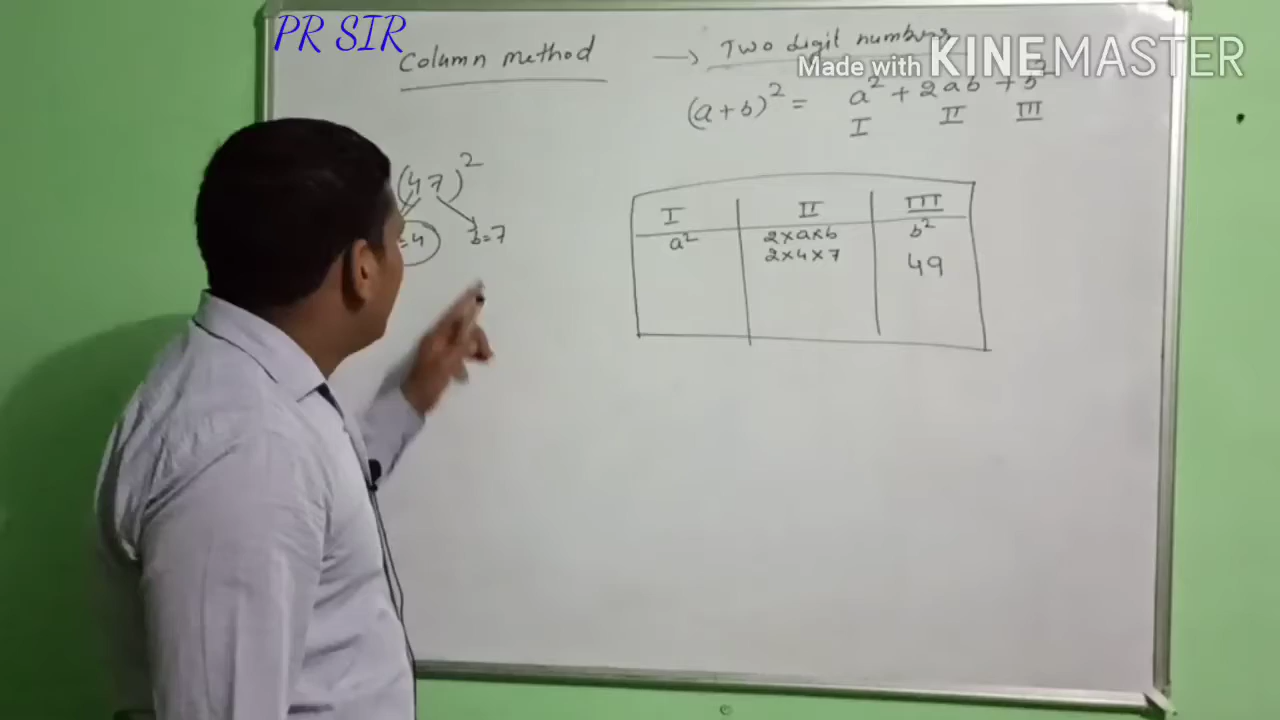 PR SIR
Column method → Two digit numbers
Made with KINEMASTER
(a+b)² = a² + 2ab + b²
I II III
(47)²
=4 b=7
I II III
a² 2×a×b b²
2×4×7 49